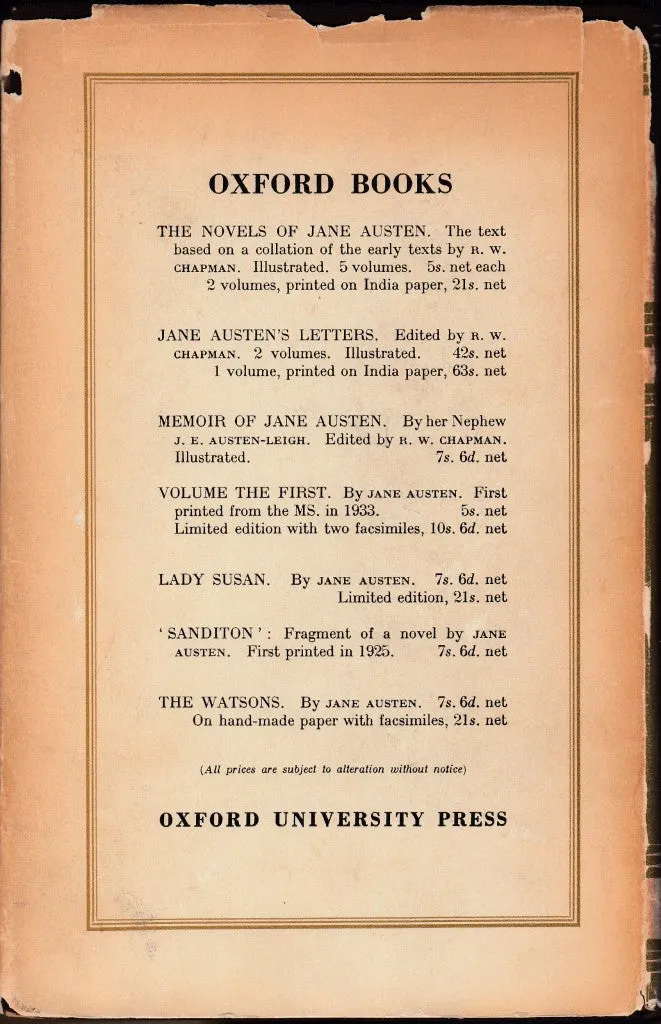 OXFORD BOOKS
THE NOVELS OF JANE AUSTEN. The text
based on a collation of the early texts by R. W.
CHAPMAN. Illustrated. 5 volumes. 5s. net each
2 volumes, printed on India paper, 21s. net
JANE AUSTEN'S LETTERS. Edited by R. W.
CHAPMAN. 2 volumes. Illustrated. 42s. net
1 volume, printed on India paper, 63s. net
MEMOIR OF JANE AUSTEN. By her Nephew
J. E. AUSTEN-LEIGH. Edited by R. W. CHAPMAN.
Illustrated. 7s. 6d. net
VOLUME THE FIRST. By JANE AUSTEN. First
printed from the MS. in 1933. 5s. net
Limited edition with two facsimiles, 10s. 6d. net
LADY SUSAN. By JANE AUSTEN. 7s. 6d. net
Limited edition, 21s. net
‘SANDITON’: Fragment of a novel by JANE
AUSTEN. First printed in 1925. 7s. 6d. net
THE WATSONS. By JANE AUSTEN. 7s. 6d. net
On hand-made paper with facsimiles, 21s. net
(All prices are subject to alteration without notice)
OXFORD UNIVERSITY PRESS